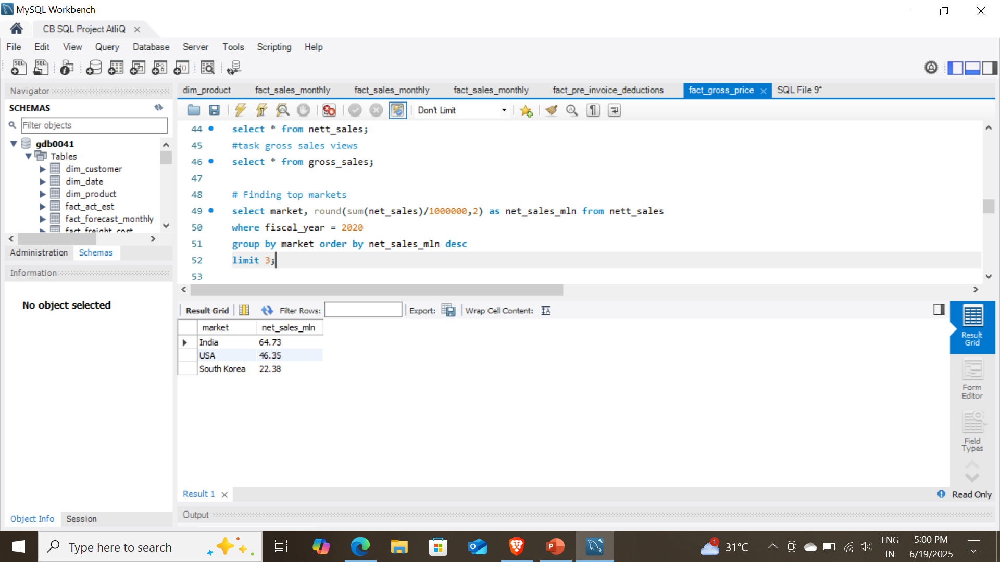 MySQL Workbench
CB SQL Project AtliQ
File Edit View Query Database Server Tools Scripting Help
SQL SQL
Navigator
SCHEMAS
Filter objects
gdb0041
Tables
dim_customer
dim_date
dim_product
fact_act_est
fact_forecast_monthly
fact_freight_cost
Administration Schemas
Information
No object selected
Object Info Session
dim_product fact_sales_monthly fact_sales_monthly fact_sales_monthly fact_pre_invoice_deductions fact_gross_price SQL File 9*
Don't Limit
44 select * from nett_sales;
45 #task gross sales views
46 select * from gross_sales;
47
48 # Finding top markets
49 select market, round(sum(net_sales)/1000000,2) as net_sales_mln from nett_sales
50 where fiscal_year = 2020
51 group by market order by net_sales_mln desc
52 limit 3;
53
Result Grid Filter Rows: Export: Wrap Cell Content:
market net_sales_mln
India 64.73
USA 46.35
South Korea 22.38
Result Grid
Form Editor
Field Types
Result 1
Read Only
Output
Type here to search
1
31°C
ENG
IN
5:00 PM
6/19/2025